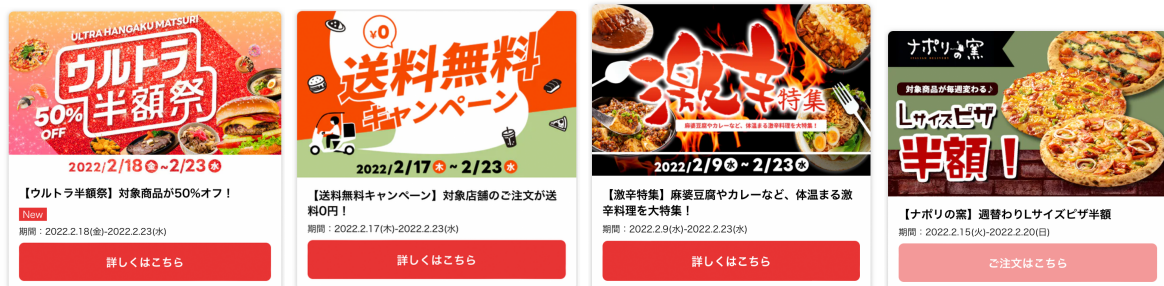 ULTRA HANGAKU MATSURI
ウルトラ
半額祭
50%
OFF
2022/2/18金~2/23水
【ウルトラ半額祭】対象商品が50%オフ！
New
期間：2022.2.18(金)-2022.2.23(水)
詳しくはこちら
¥0
送料無料
キャンペーン
2022/2/17木~2/23水
【送料無料キャンペーン】対象店舗のご注文が送
料0円！
期間：2022.2.17(木)-2022.2.23(水)
詳しくはこちら
激辛特集
麻婆豆腐やカレーなど、体温まる激辛料理を大特集！
2022/2/9水~2/23水
【激辛特集】麻婆豆腐やカレーなど、体温まる激
辛料理を大特集！
期間：2022.2.9(水)-2022.2.23(水)
詳しくはこちら
ナポリの窯
対象商品が毎週変わる♪
Lサイズピザ
半額！
【ナポリの窯】週替わりLサイズピザ半額
期間：2022.2.15(火)-2022.2.20(日)
ご注文はこちら